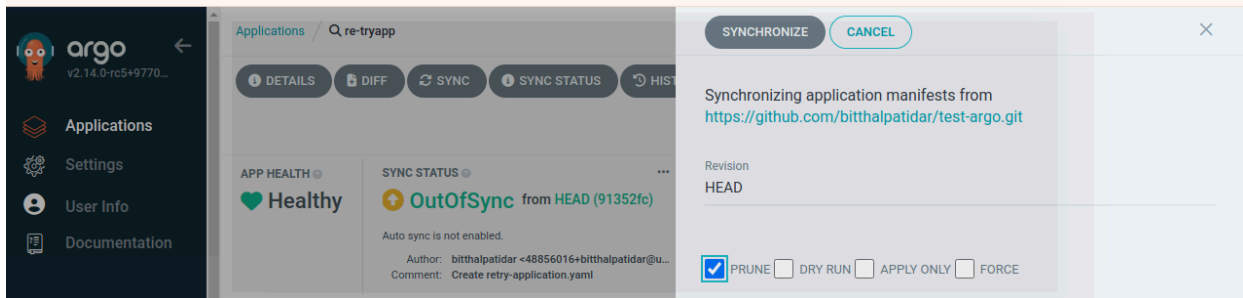 argo
v2.14.0-rc5+9770...
Applications
Settings
User Info
Documentation
Applications / re-tryapp
DETAILS DIFF SYNC SYNC STATUS HIST
APP HEALTH
Healthy
SYNC STATUS ...
OutOfSync from HEAD (91352fc)
Auto sync is not enabled.
Author: bitthalpatidar <48856016+bitthalpatidar@u...
Comment: Create retry-application.yaml
SYNCHRONIZE CANCEL
Synchronizing application manifests from
https://github.com/bitthalpatidar/test-argo.git
Revision
HEAD
PRUNE DRY RUN APPLY ONLY FORCE